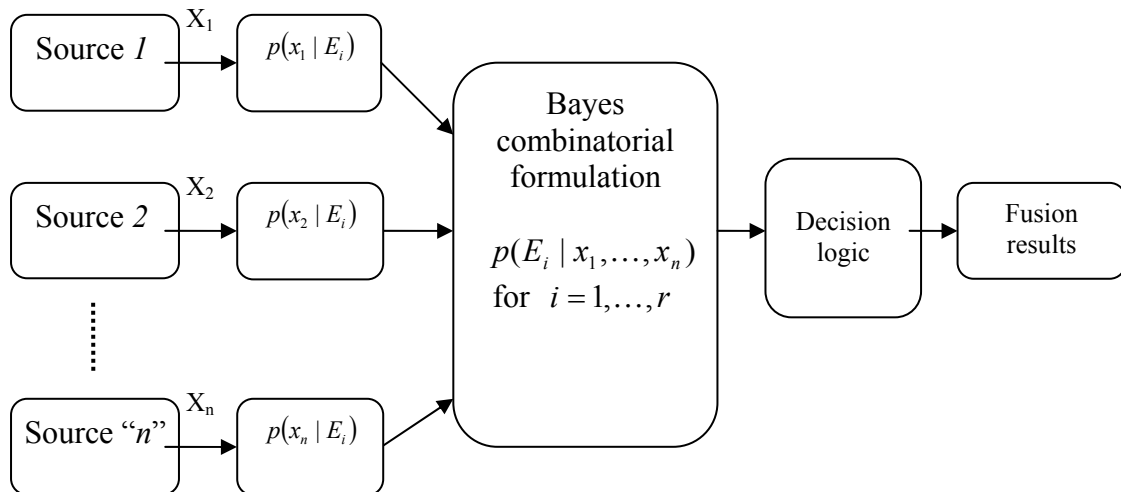 X₁
Source 1
p(x₁ | Eᵢ)
X₂
Source 2
p(x₂ | Eᵢ)
Xₙ
Source “n”
p(xₙ | Eᵢ)
Bayes
combinatorial
formulation
p(Eᵢ | x₁,…,xₙ)
for i = 1,…,r
Decision
logic
Fusion
results